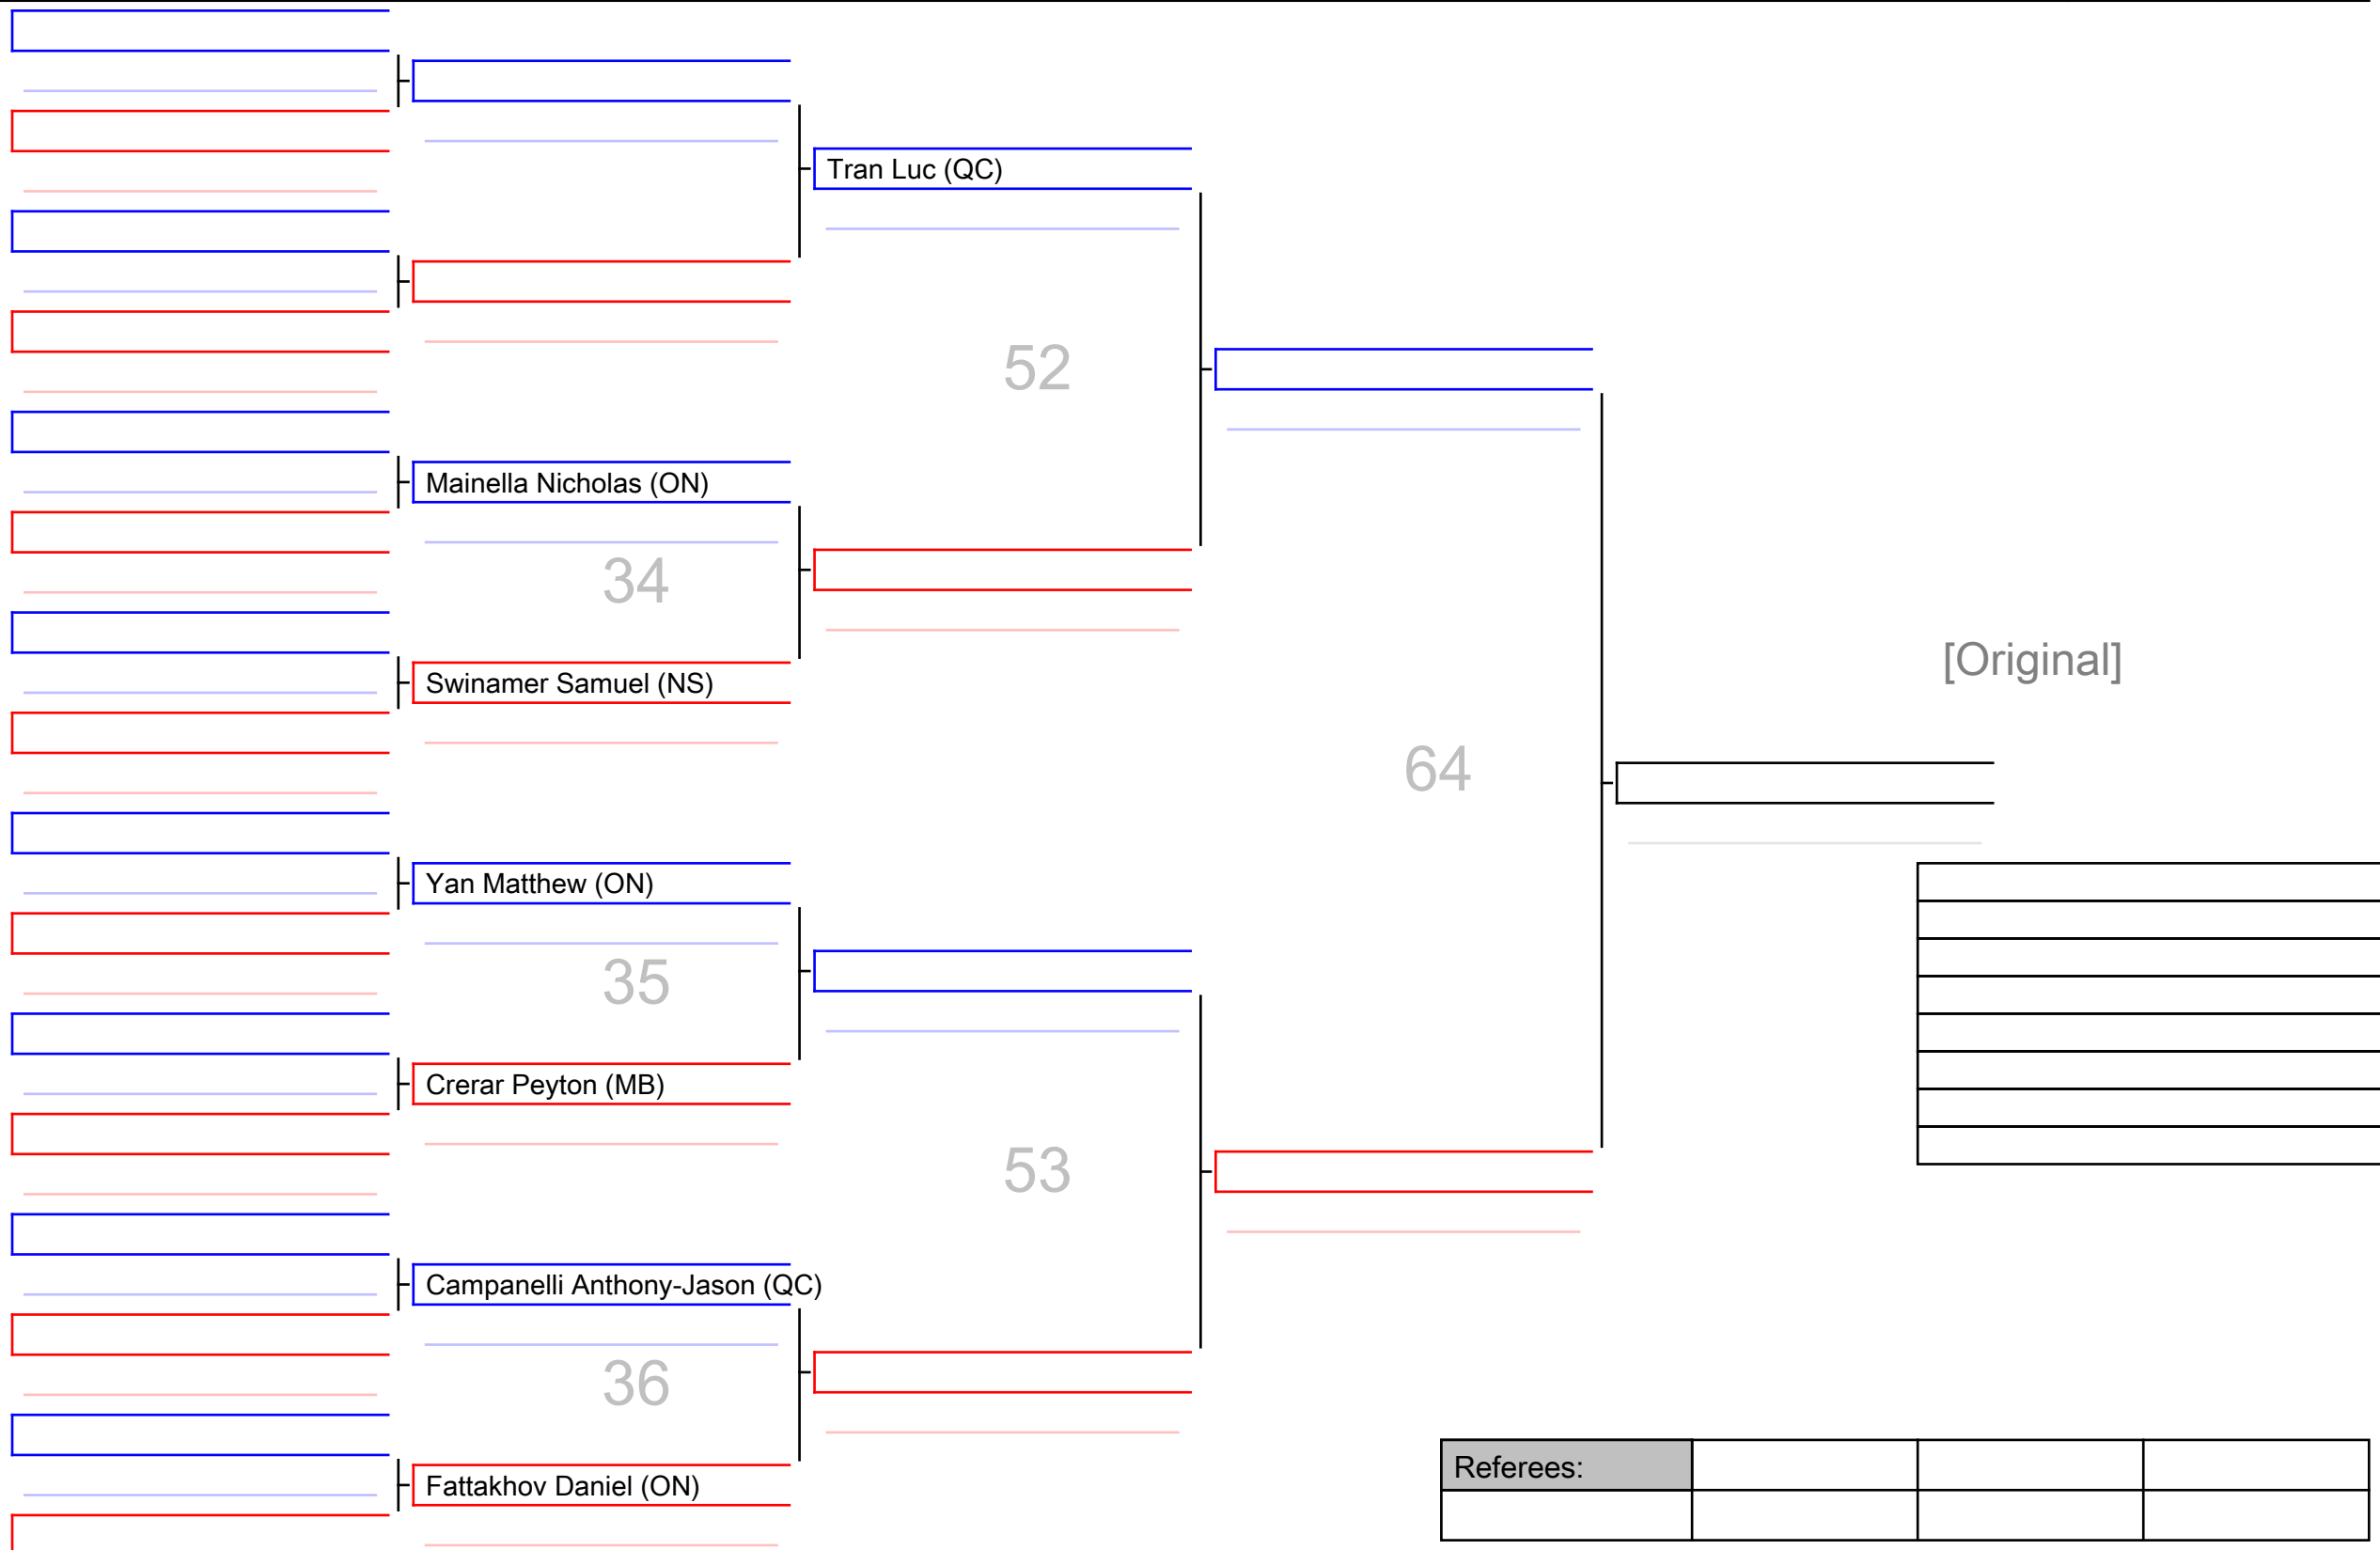 Tran Luc (QC)
52
Mainella Nicholas (ON)
34
Swinamer Samuel (NS)
[Original]
64
Yan Matthew (ON)
35
Crerar Peyton (MB)
53
Campanelli Anthony-Jason (QC)
36
Fattakhov Daniel (ON)
Referees: